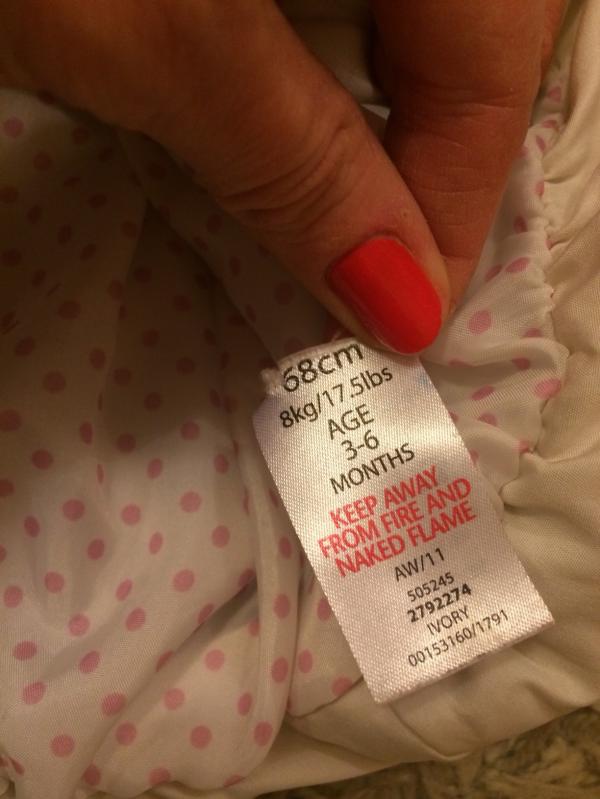 68cm
8kg/17.5lbs
AGE
3-6
MONTHS
KEEP AWAY
FROM FIRE AND
NAKED FLAME
AW/11
505245
2792274
IVORY
00153160/1791